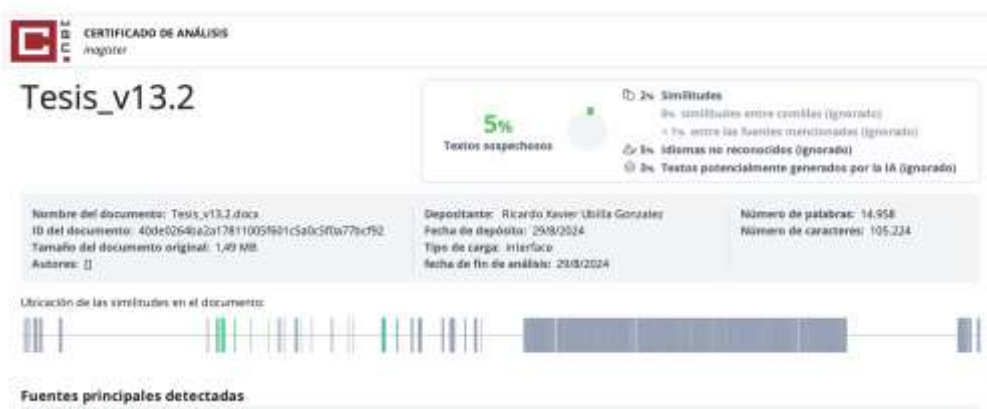 CERTIFICADO DE ANÁLISIS
magister
Tesis_v13.2
5%
Textos sospechosos
2% Similitudes
0% similitudes entre comillas (ignorado)
< 1% entre las fuentes mencionadas (ignorado)
Idiomas no reconocidos (ignorado)
Textos potencialmente generados por la IA (ignorado)
Nombre del documento: Tesis_v13.2.docx
ID del documento:
Tamaño del documento original: 1,49 MB
Autores: []
Depositante: Ricardo Xavier Ubilla Gonzalez
Fecha de depósito: 29/8/2024
Tipo de carga: interface
fecha de fin de análisis: 29/8/2024
Número de palabras: 14.958
Número de caracteres: 105.224
Ubicación de las similitudes en el documento:
Fuentes principales detectadas